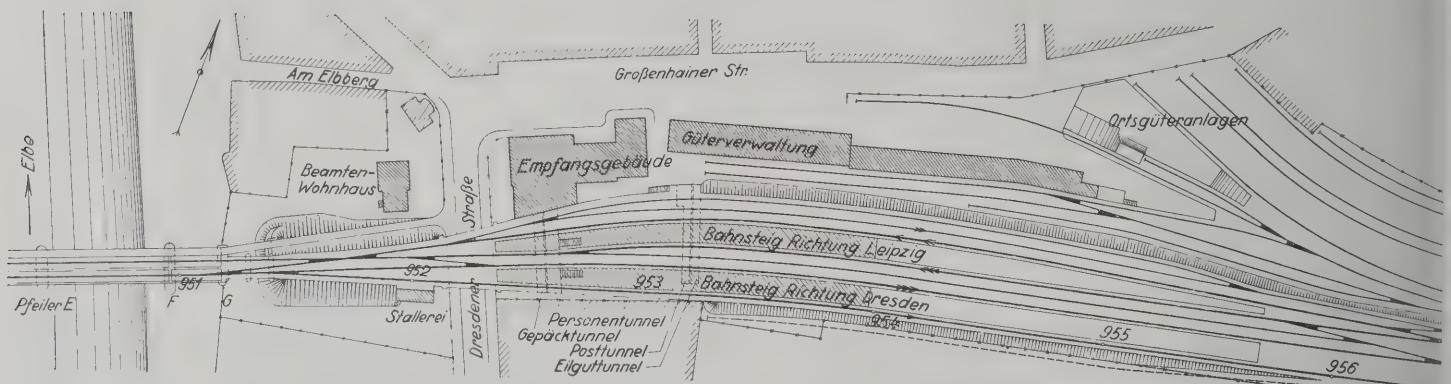 Am Elbberg
Großenhainer Str.
Elbe
Beamten-
Wohnhaus
Straße
Empfangsgebäude
Güterverwaltung
Ortsgüteranlagen
Bahnsteig Richtung Leipzig
951
952
953
Bahnsteig Richtung Dresden
Pfeiler E
F
G
Stallerei
Dresdener
Personentunnel
Gepäcktunnel
Posttunnel
Eilguttunnel
954
955
956